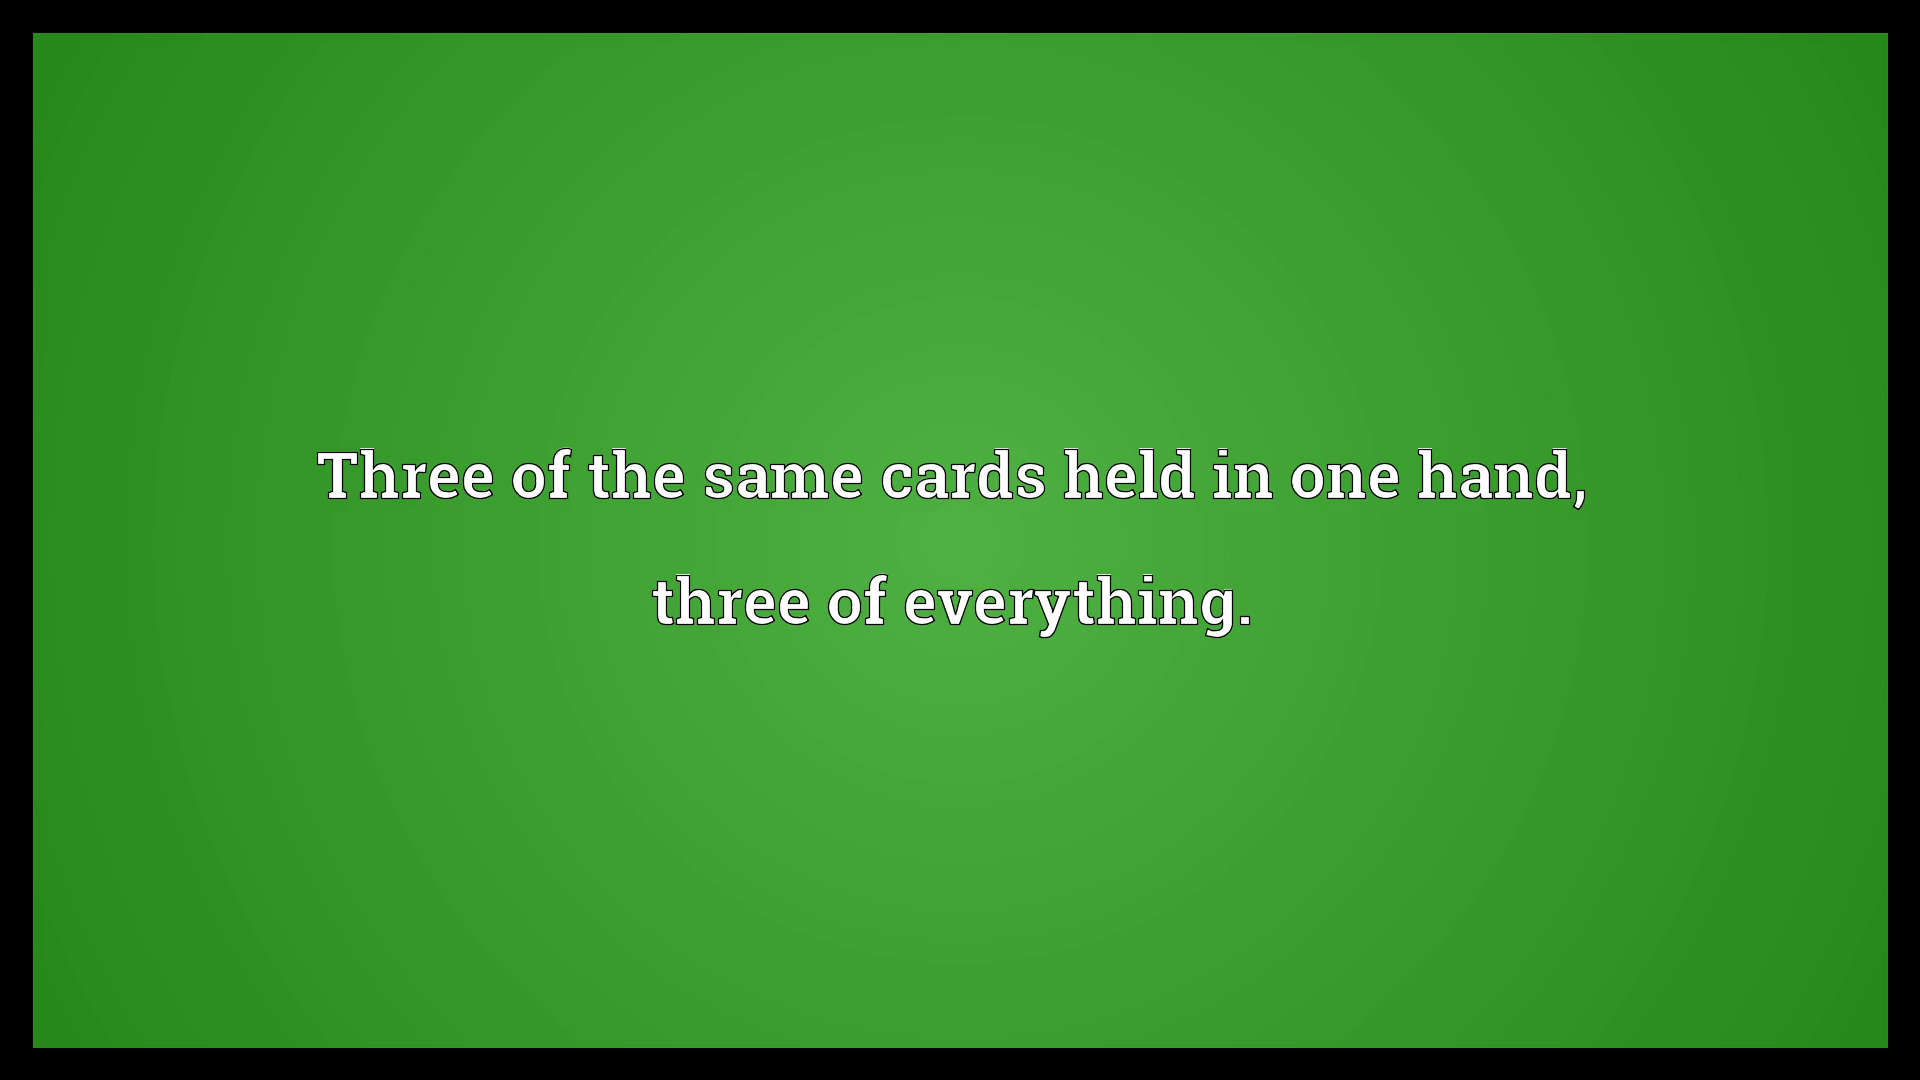 Three of the same cards held in one hand,
three of everything.